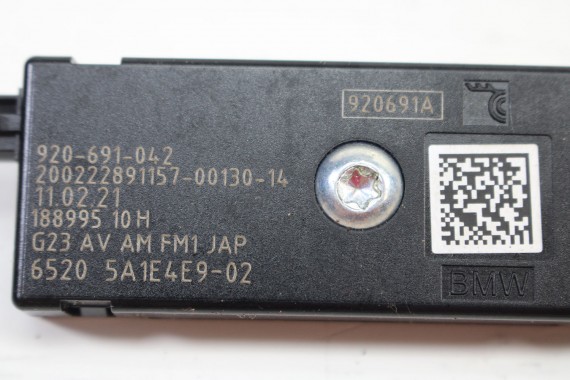 920691A
920-691-042
200222891157-00130-14
11.02.21
188995 10H
G23 AV AM FM1 JAP
6520 5A1E4E9-02
BMW